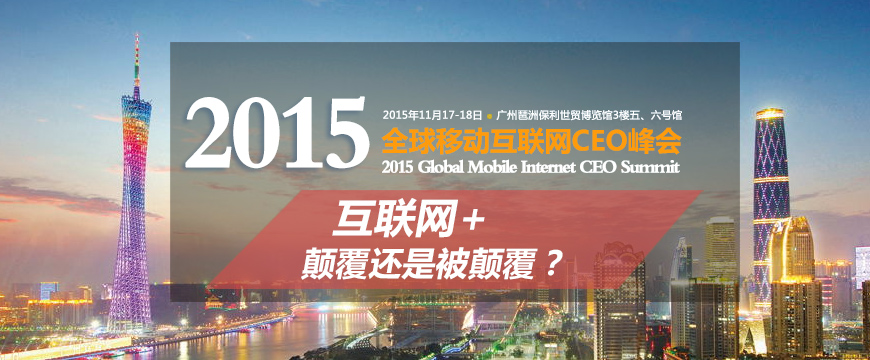 2015
2015年11月17-18日 ● 广州琶洲保利世贸博览馆3楼五、六号馆
全球移动互联网CEO峰会
2015 Global Mobile Internet CEO Summit
互联网+
颠覆还是被颠覆？